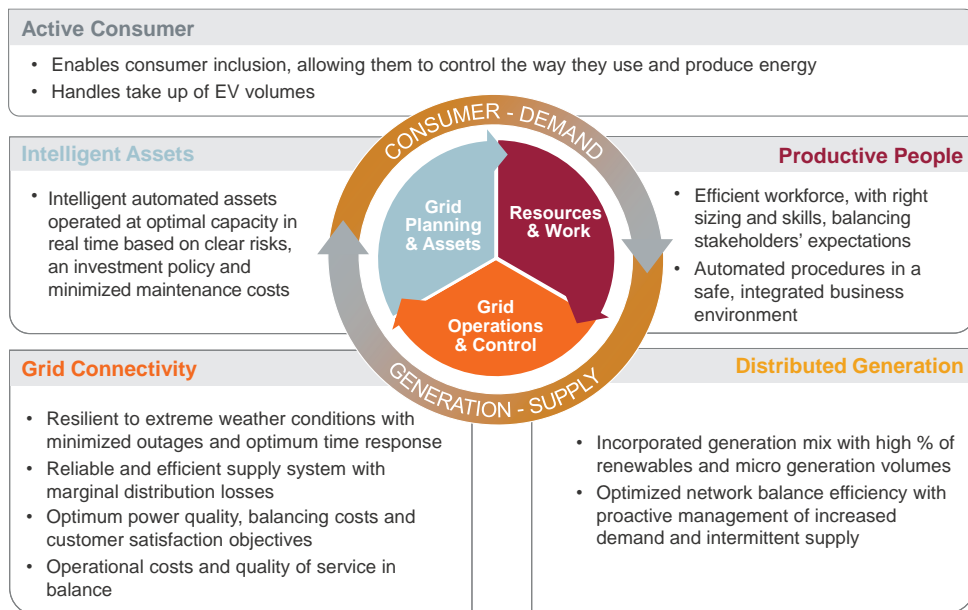 Active Consumer
• Enables consumer inclusion, allowing them to control the way they use and produce energy
• Handles take up of EV volumes
CONSUMER - DEMAND
Intelligent Assets
• Intelligent automated assets
operated at optimal capacity in
real time based on clear risks,
an investment policy and
minimized maintenance costs
Grid
Planning
& Assets
Resources
& Work
Grid
Operations
& Control
Productive People
• Efficient workforce, with right
sizing and skills, balancing
stakeholders’ expectations
• Automated procedures in a
safe, integrated business
environment
GENERATION - SUPPLY
Grid Connectivity
• Resilient to extreme weather conditions with
minimized outages and optimum time response
• Reliable and efficient supply system with
marginal distribution losses
• Optimum power quality, balancing costs and
customer satisfaction objectives
• Operational costs and quality of service in
balance
Distributed Generation
• Incorporated generation mix with high % of
renewables and micro generation volumes
• Optimized network balance efficiency with
proactive management of increased
demand and intermittent supply